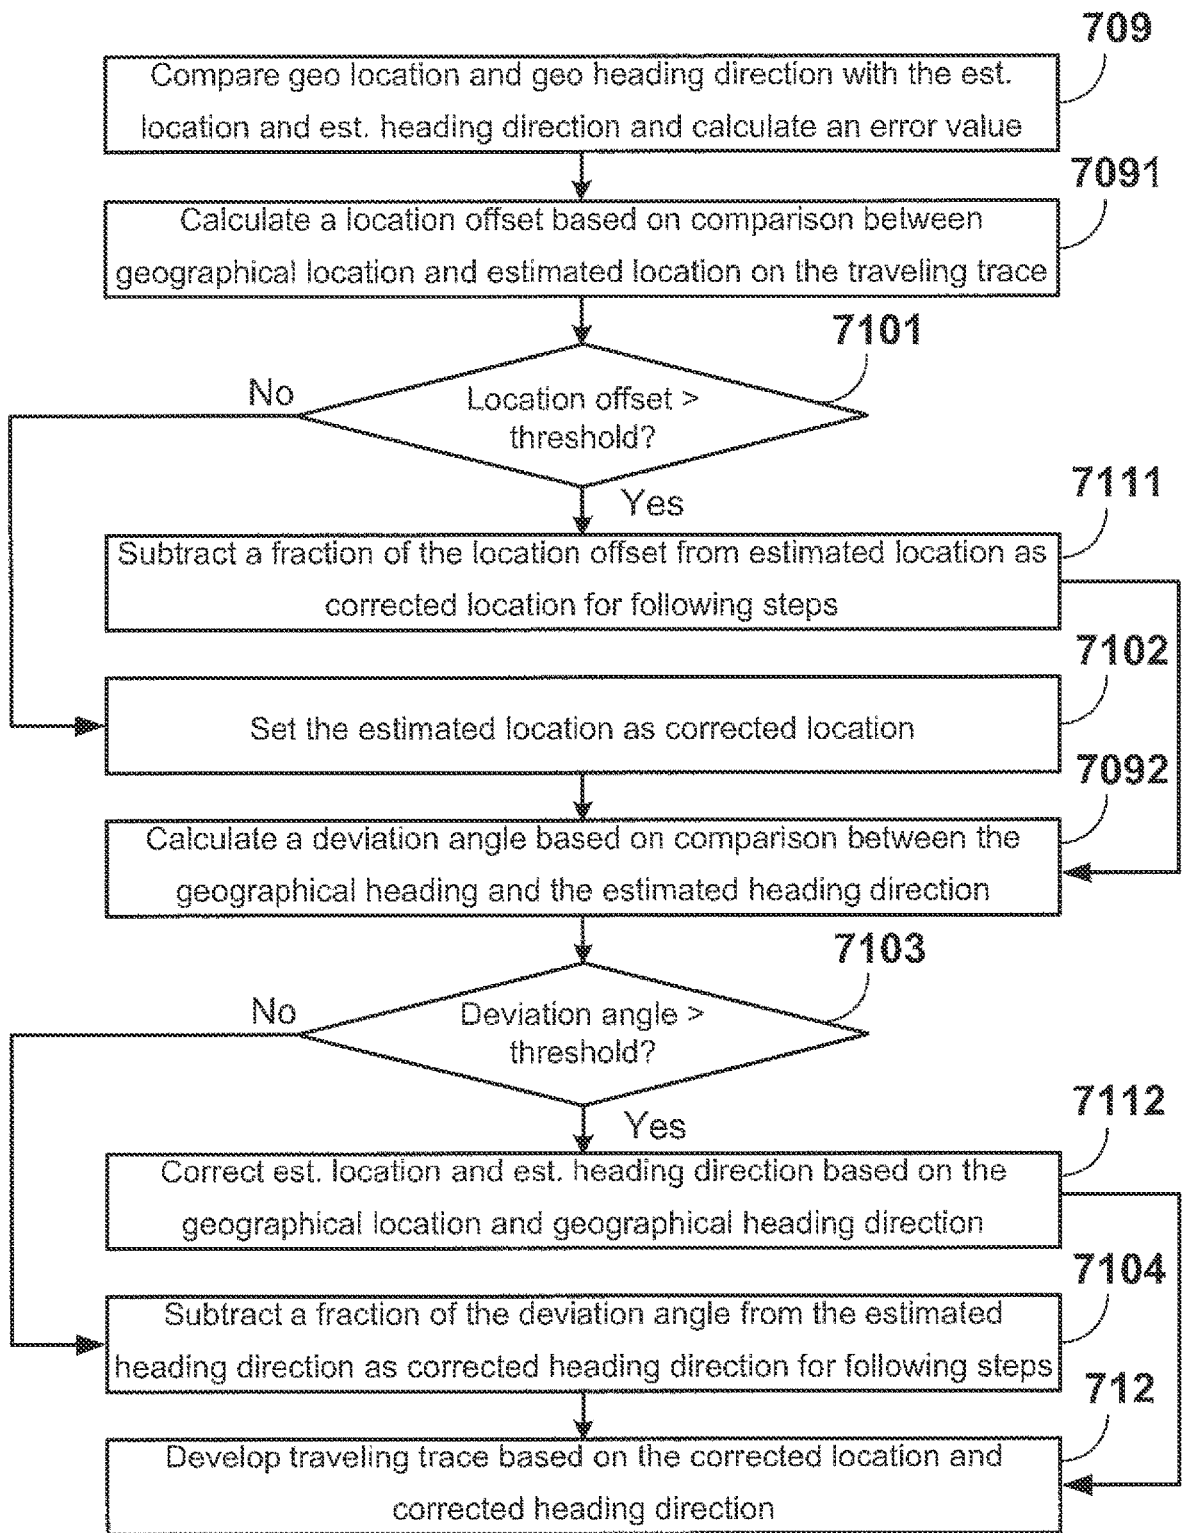 709
Compare geo location and geo heading direction with the est.
location and est. heading direction and calculate an error value
7091
Calculate a location offset based on comparison between
geographical location and estimated location on the traveling trace
7101
No
Location offset >
threshold?
Yes
7111
Subtract a fraction of the location offset from estimated location as
corrected location for following steps
7102
Set the estimated location as corrected location
7092
Calculate a deviation angle based on comparison between the
geographical heading and the estimated heading direction
7103
No
Deviation angle >
threshold?
Yes
7112
Correct est. location and est. heading direction based on the
geographical location and geographical heading direction
7104
Subtract a fraction of the deviation angle from the estimated
heading direction as corrected heading direction for following steps
712
Develop traveling trace based on the corrected location and
corrected heading direction